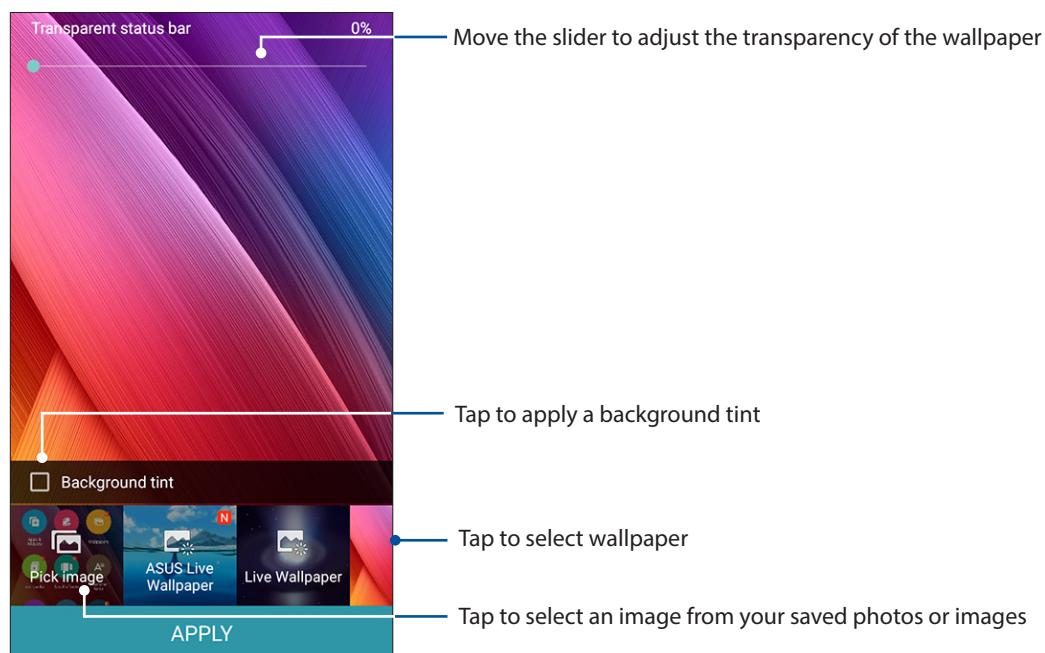 Transparent status bar 0%
Move the slider to adjust the transparency of the wallpaper
Tap to apply a background tint
Background tint
N
Tap to select wallpaper
Pick image
ASUS Live
Wallpaper
Live Wallpaper
Tap to select an image from your saved photos or images
APPLY